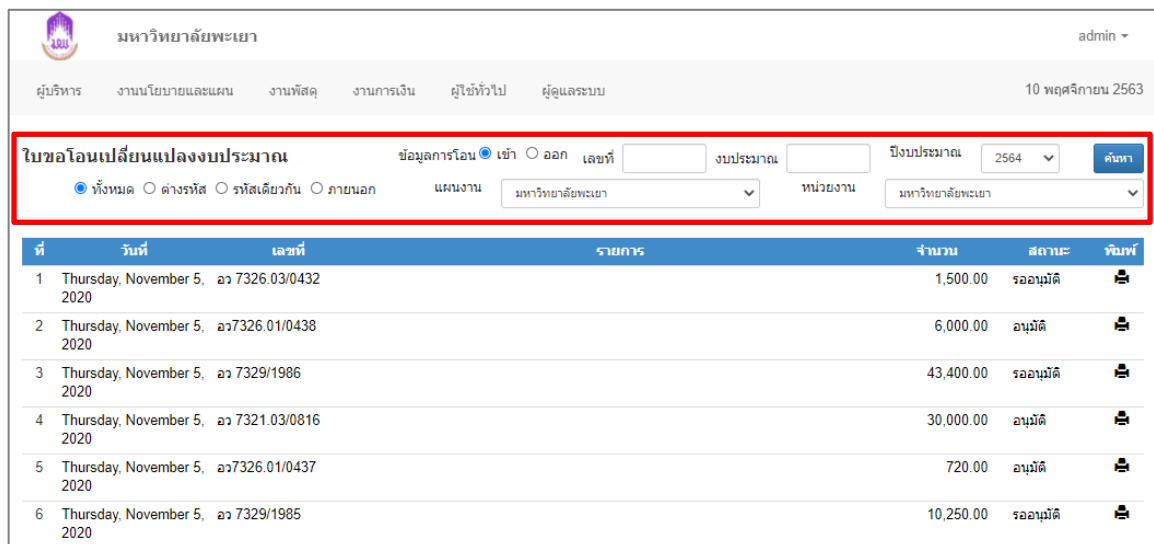 มหาวิทยาลัยพะเยา admin
ผู้บริหาร งานนโยบายและแผน งานพัสดุ งานการเงิน ผู้ใช้ทั่วไป ผู้ดูแลระบบ 10 พฤศจิกายน 2563
ใบขอโอนเปลี่ยนแปลงงบประมาณ ข้อมูลการโอน เข้า ออก เลขที่ งบประมาณ ปีงบประมาณ 2564 ค้นหา
ทั้งหมด ต่างรหัส รหัสเดียวกัน ภายนอก แผนงาน มหาวิทยาลัยพะเยา หน่วยงาน มหาวิทยาลัยพะเยา
ที่ วันที่ เลขที่ รายการ จำนวน สถานะ พิมพ์
1 Thursday, November 5, อว 7326.03/0432 1,500.00 รออนุมัติ
2020
2 Thursday, November 5, อว7326.01/0438 6,000.00 อนุมัติ
2020
3 Thursday, November 5, อว 7329/1986 43,400.00 รออนุมัติ
2020
4 Thursday, November 5, อว 7321.03/0816 30,000.00 อนุมัติ
2020
5 Thursday, November 5, อว7326.01/0437 720.00 อนุมัติ
2020
6 Thursday, November 5, อว 7329/1985 10,250.00 รออนุมัติ
2020